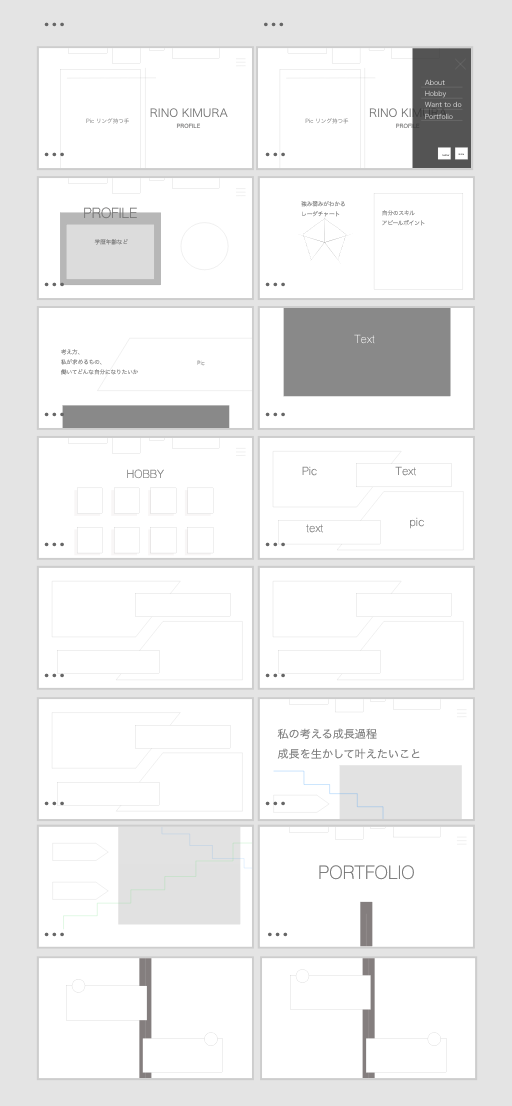 Pic リング持つ手
RINO KIMURA
PROFILE
Pic リング持つ手
RINO KIMURA
PROFILE
About
Hobby
Want to do
Portfolio
PROFILE
学歴年齢など
強み弱みがわかる
レーダチャート
自分のスキル
アピールポイント
考え方、
私が求めるもの、
働いてどんな自分になりたいか
Pic
Text
HOBBY
Pic
Text
text
pic
私の考える成長過程
成長を生かして叶えたいこと
PORTFOLIO